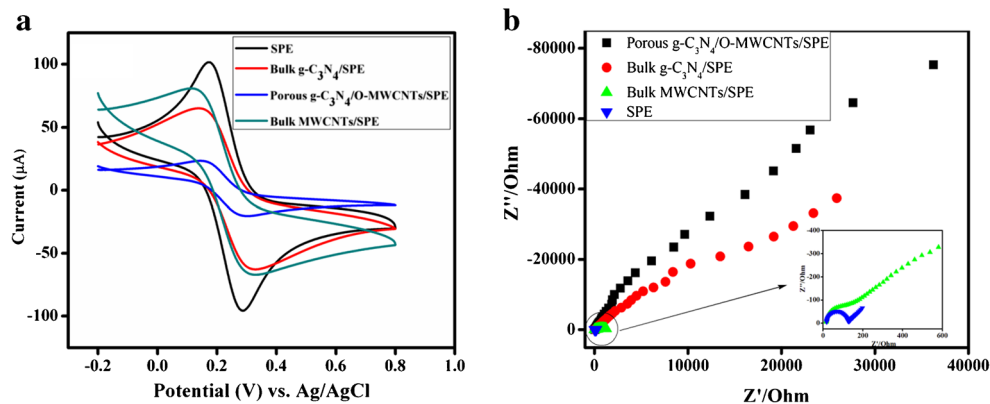 a
SPE
Bulk g-C3N4/SPE
Porous g-C3N4/O-MWCNTs/SPE
Bulk MWCNTs/SPE
100
50
0
-50
-100
Current (μA)
-0.2 0.0 0.2 0.4 0.6 0.8 1.0
Potential (V) vs. Ag/AgCl
b
Porous g-C3N4/O-MWCNTs/SPE
Bulk g-C3N4/SPE
Bulk MWCNTs/SPE
SPE
-80000
-60000
-40000
-20000
0
Z''/Ohm
0 10000 20000 30000 40000
Z'/Ohm
-400
-300
-200
-100
0
Z''/Ohm
0 200 400 600
Z'/Ohm